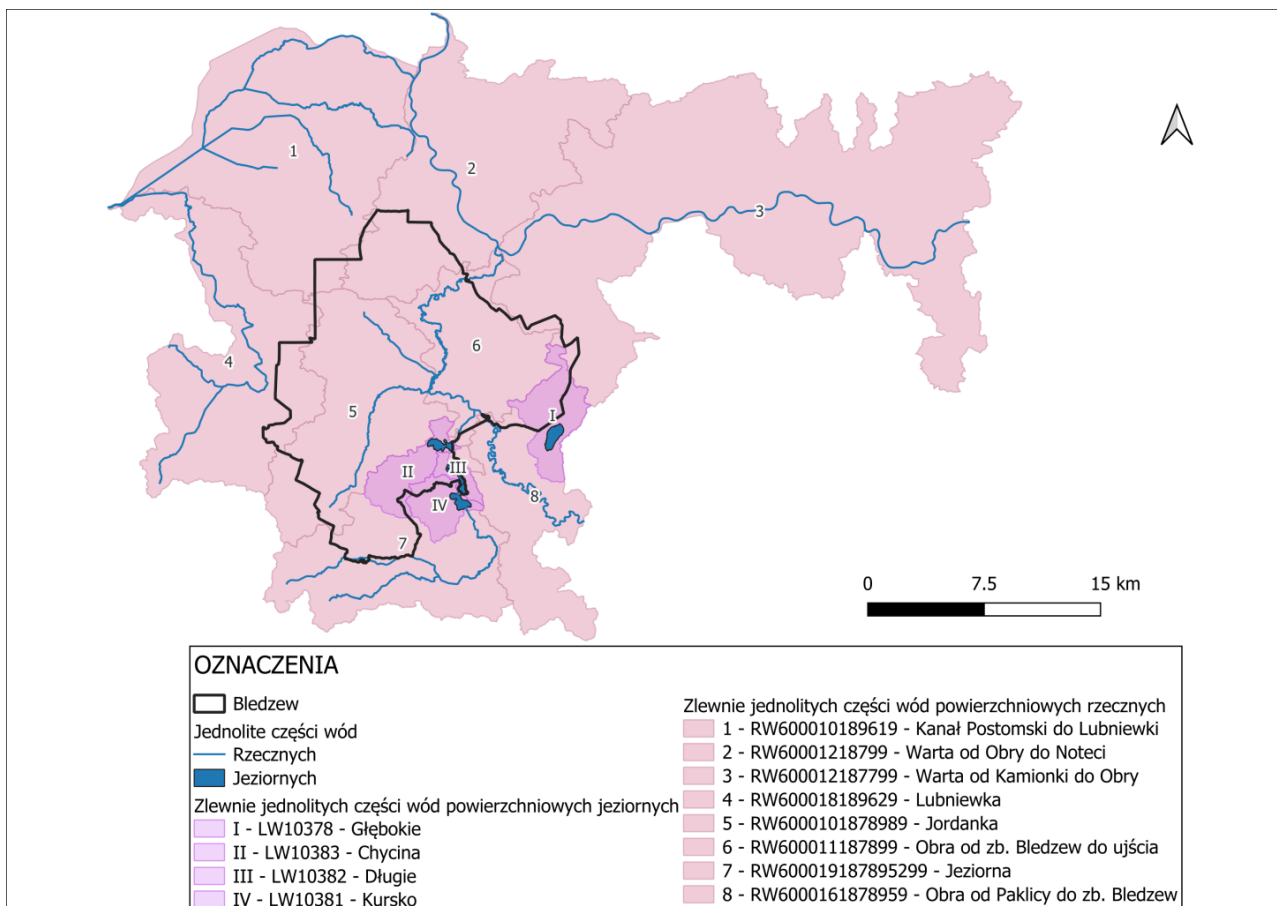 1
2
3
4
5
6
7
8
I
II
III
IV
0 7.5 15 km
OZNACZENIA
Bledzew
Jednolite części wód
Rzecznych
Jeziornych
Zlewnie jednolitych części wód powierzchniowych jeziornych
I - LW10378 - Głębokie
II - LW10383 - Chycina
III - LW10382 - Długie
IV - LW10381 - Kursko
Zlewnie jednolitych części wód powierzchniowych rzecznych
1 - RW600010189619 - Kanał Postomski do Lubniewki
2 - RW60001218799 - Warta od Obry do Noteci
3 - RW600012187799 - Warta od Kamionki do Obry
4 - RW600018189629 - Lubniewka
5 - RW6000101878989 - Jordanka
6 - RW600011187899 - Obra od zb. Bledzew do ujścia
7 - RW600019187895299 - Jeziorna
8 - RW6000161878959 - Obra od Paklicy do zb. Bledzew